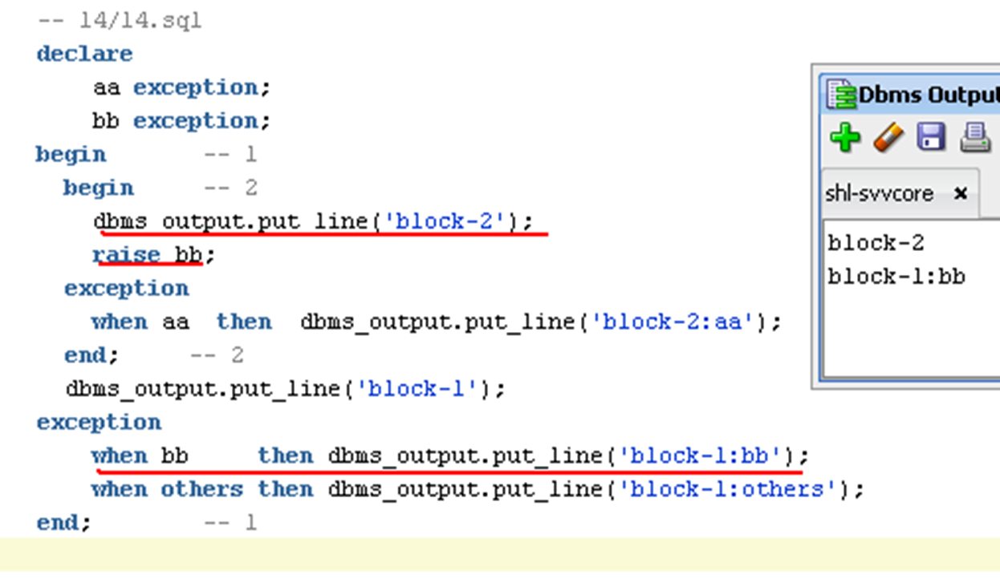 -- 14/14.sql
declare
aa exception;
bb exception;
begin -- 1
begin -- 2
dbms_output.put_line('block-2');
raise bb;
exception
when aa then dbms_output.put_line('block-2:aa');
end; -- 2
dbms_output.put_line('block-1');
exception
when bb then dbms_output.put_line('block-1:bb');
when others then dbms_output.put_line('block-1:others');
end; -- 1
Dbms Output
shl-svvcore ×
block-2
block-1:bb